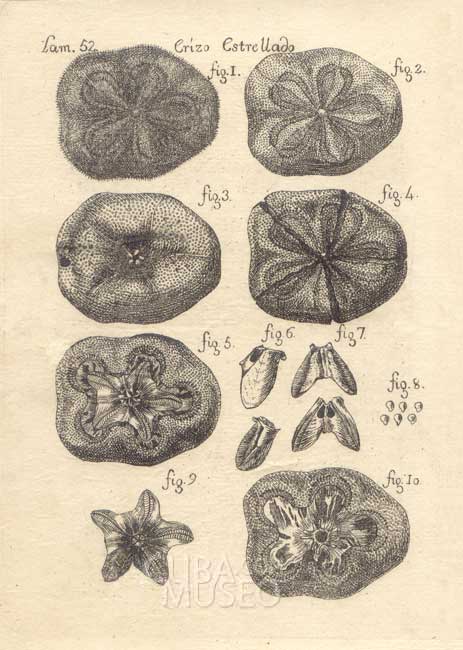 Lam. 52. Erizo Estrellado
fig. 1. fig. 2.
fig. 3. fig. 4.
fig. 5. fig. 6. fig. 7.
fig. 8.
fig. 9 fig. 10.
MUSEO